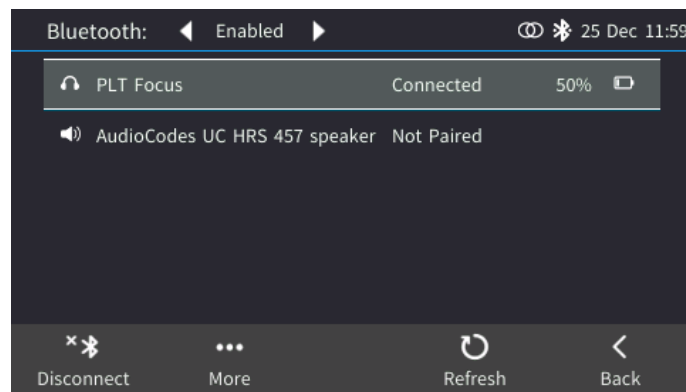 Bluetooth: Enabled 25 Dec 11:59
PLT Focus Connected 50%
AudioCodes UC HRS 457 speaker Not Paired
Disconnect More Refresh Back